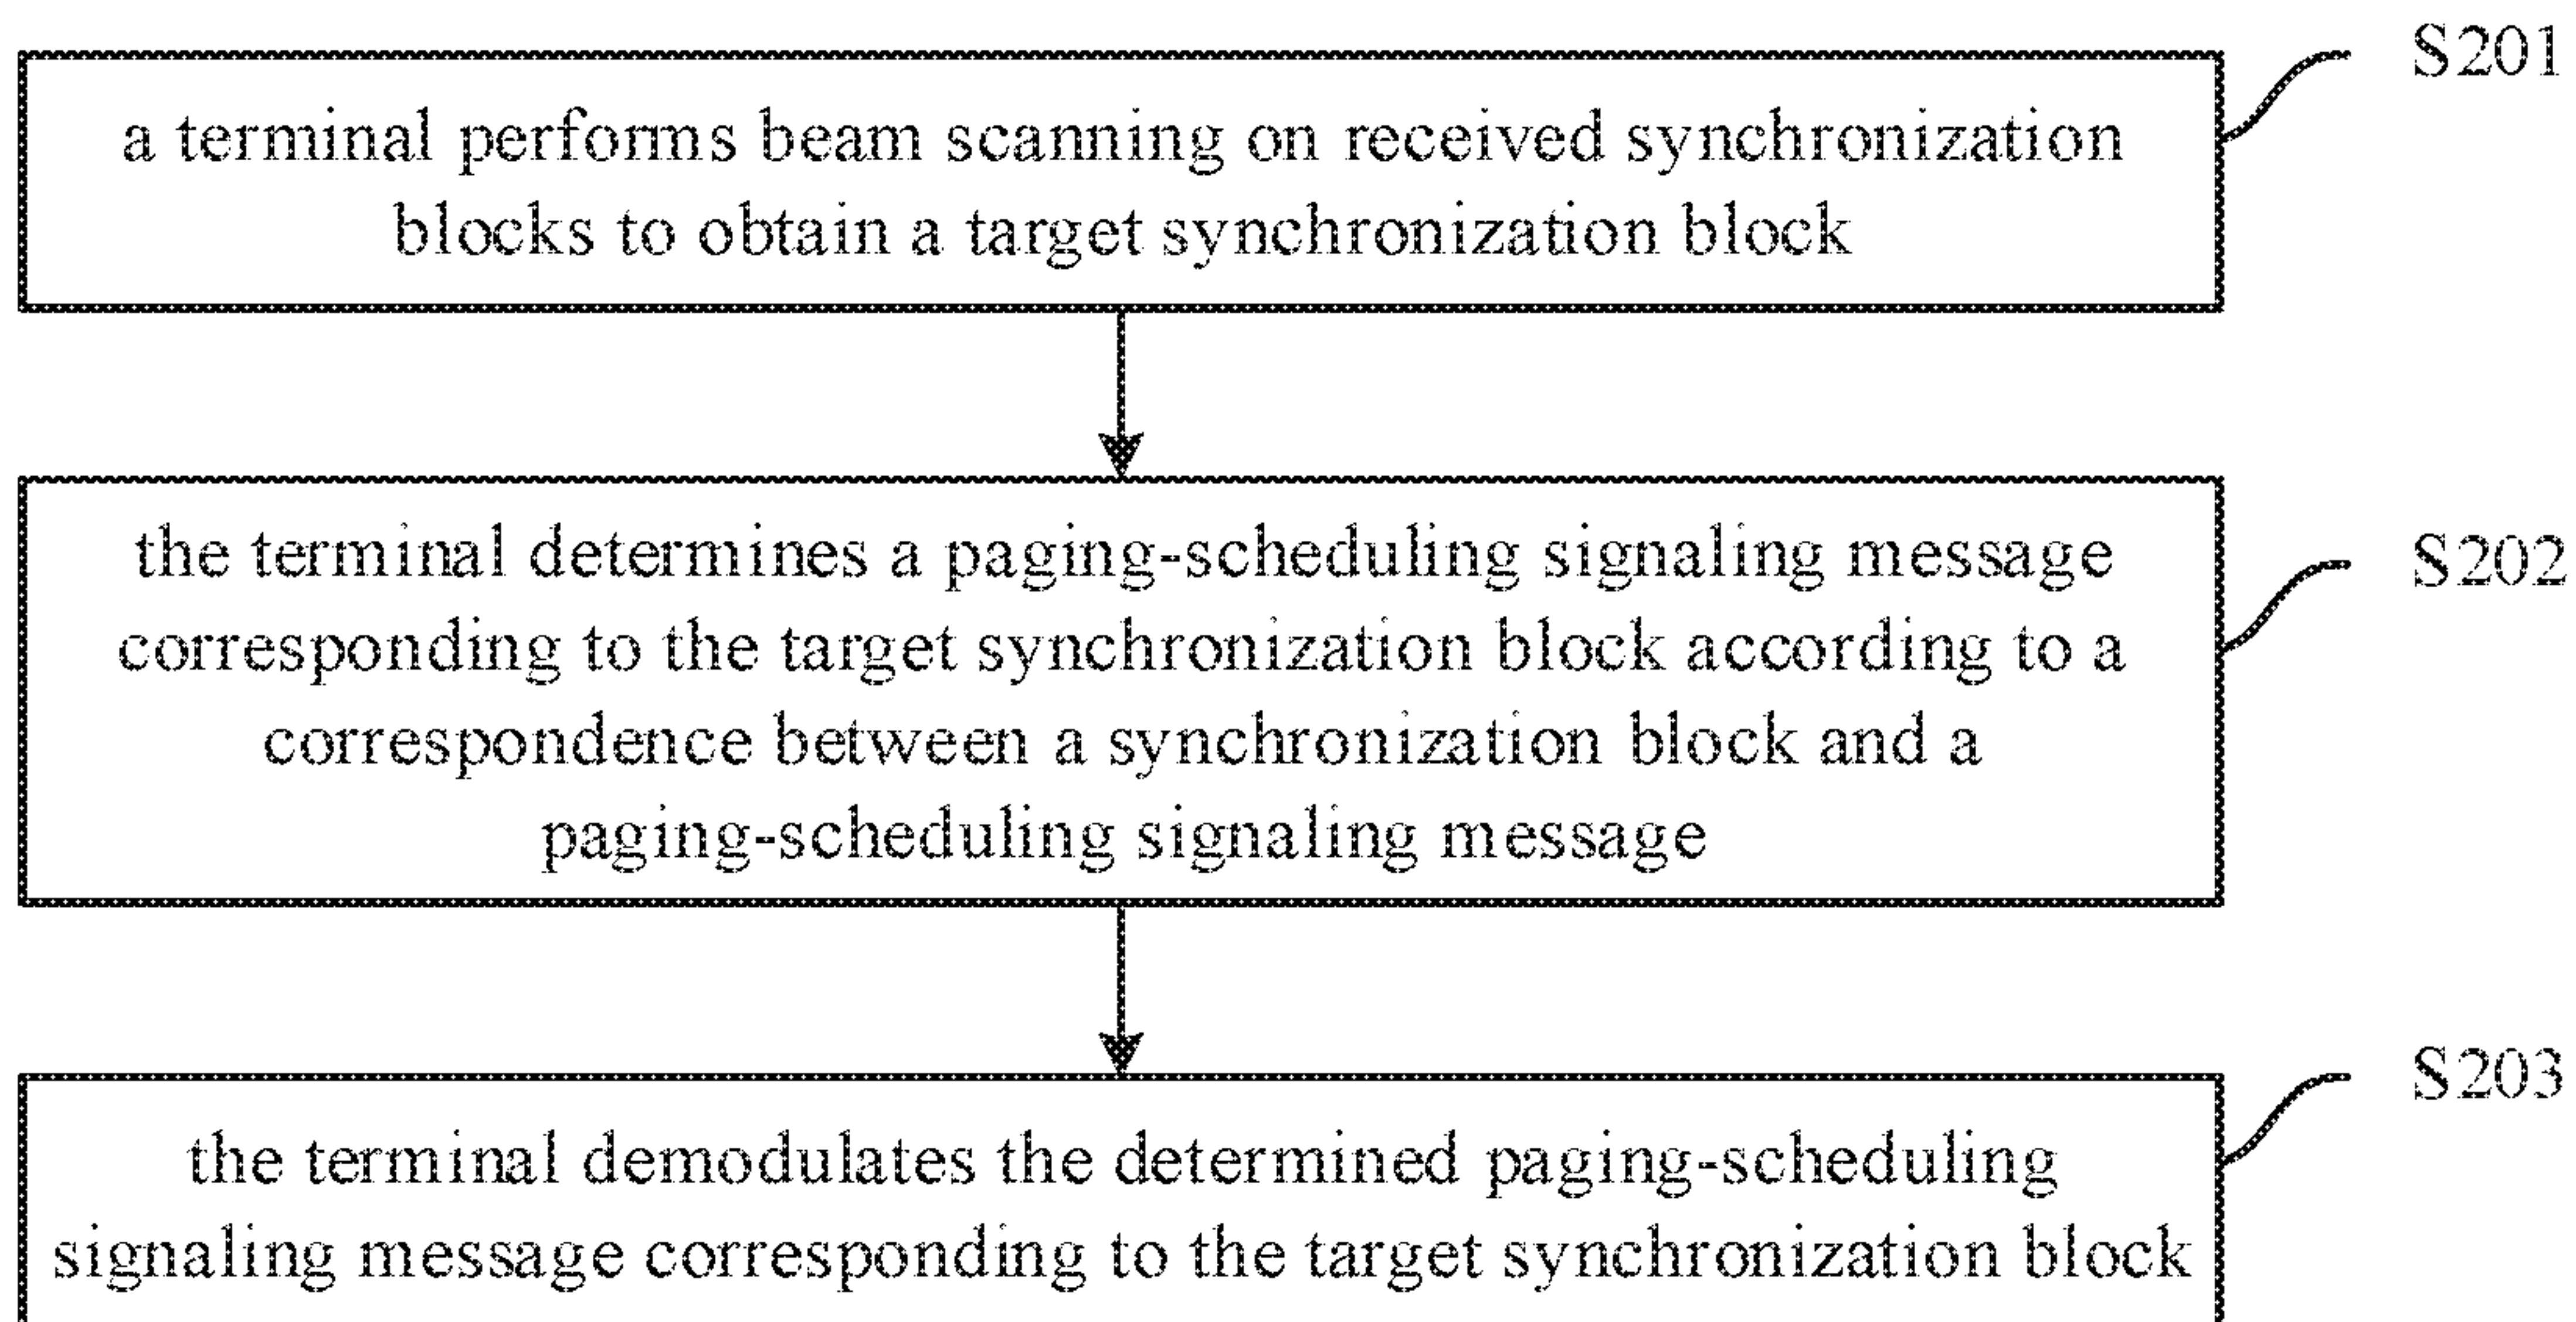 S201
a terminal performs beam scanning on received synchronization
blocks to obtain a target synchronization block
S202
the terminal determines a paging-scheduling signaling message
corresponding to the target synchronization block according to a
correspondence between a synchronization block and a
paging-scheduling signaling message
S203
the terminal demodulates the determined paging-scheduling
signaling message corresponding to the target synchronization block